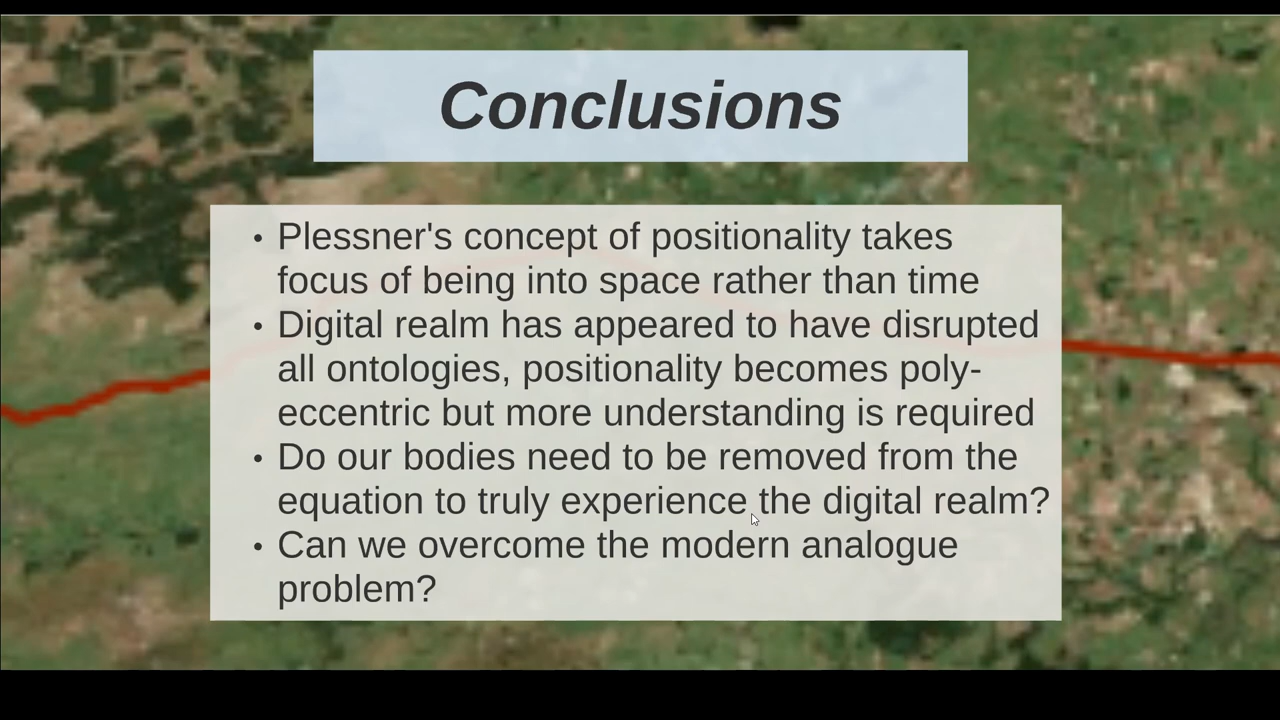 Conclusions
• Plessner's concept of positionality takes
focus of being into space rather than time
• Digital realm has appeared to have disrupted
all ontologies, positionality becomes poly-
eccentric but more understanding is required
• Do our bodies need to be removed from the
equation to truly experience the digital realm?
• Can we overcome the modern analogue
problem?